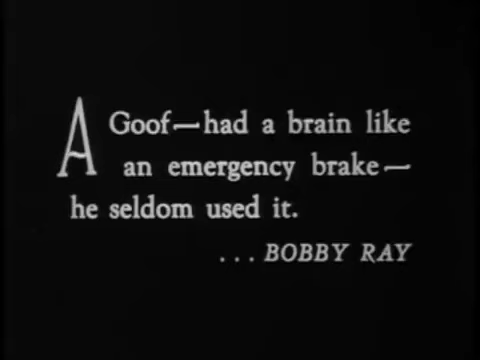 A Goof—had a brain like
an emergency brake—
he seldom used it.
...BOBBY RAY